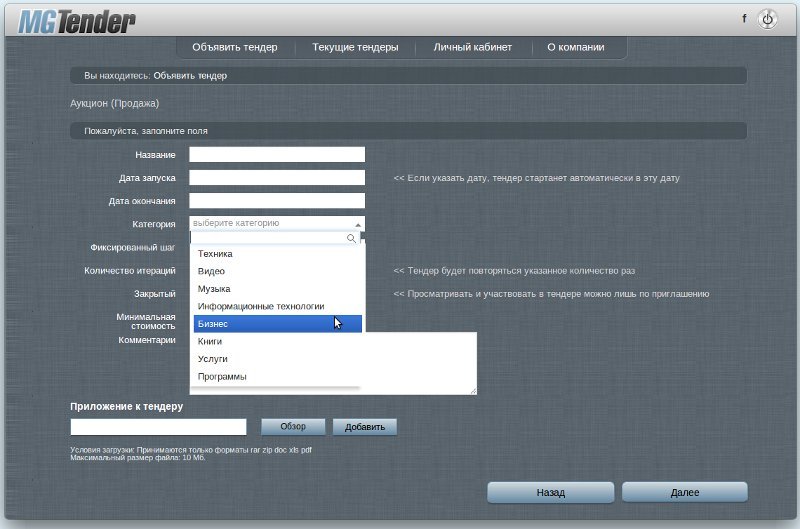 MGTender
f
Объявить тендер
Текущие тендеры
Личный кабинет
О компании
Вы находитесь: Объявить тендер
Аукцион (Продажа)
Пожалуйста, заполните поля
Название
Дата запуска
<< Если указать дату, тендер стартанет автоматически в эту дату
Дата окончания
Категория
выберите категорию
Фиксированный шаг
Техника
Количество итераций
Видео
<< Тендер будет повторяться указанное количество раз
Закрытый
Музыка
<< Просматривать и участвовать в тендере можно лишь по приглашению
Информационные технологии
Минимальная
стоимость
Бизнес
Комментарии
Книги
Услуги
Программы
Приложение к тендеру
Обзор
Добавить
Условия загрузки: Принимаются только форматы rar zip doc xls pdf
Максимальный размер файла: 10 Мб.
Назад
Далее